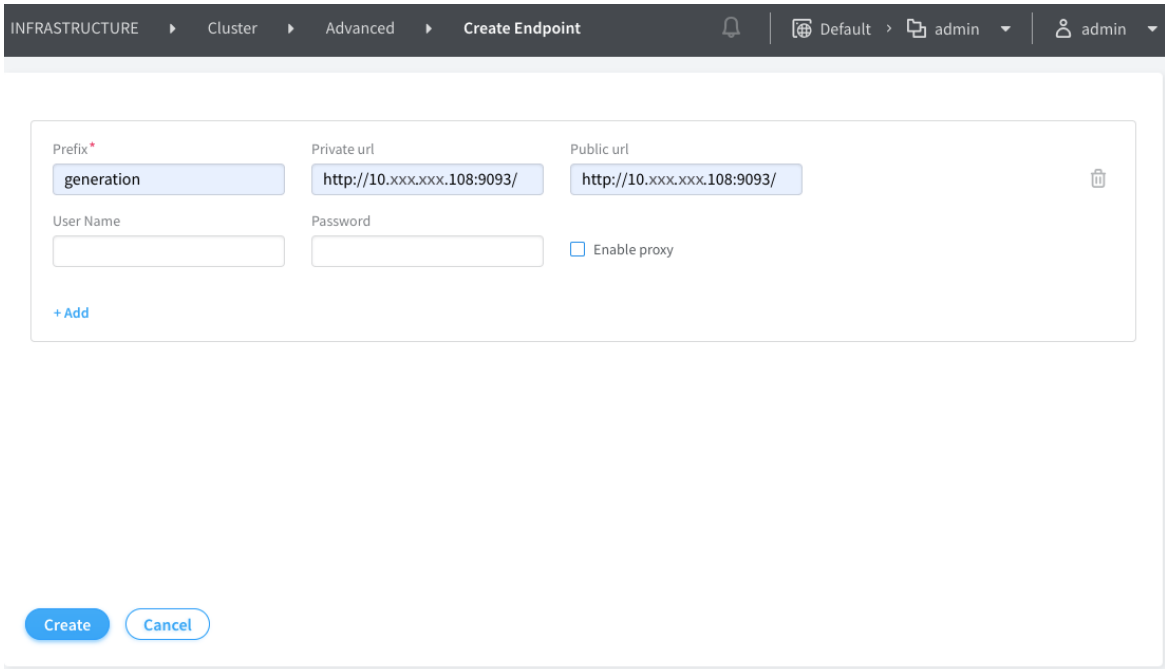 INFRASTRUCTURE Cluster Advanced Create Endpoint Default > admin admin
Prefix* Private url Public url
generation http://10.xxx.xxx.108:9093/ http://10.xxx.xxx.108:9093/
User Name Password
Enable proxy
+ Add
Create Cancel